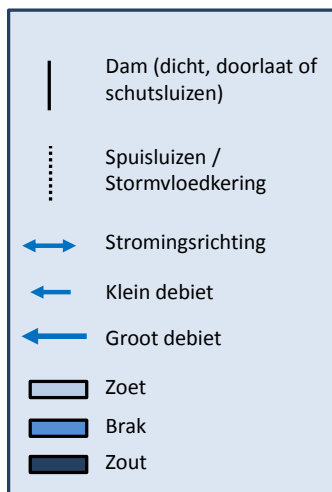 Dam (dicht, doorlaat of
schutsluizen)
Spuisluizen /
Stormvloedkering
Stromingsrichting
Klein debiet
Groot debiet
Zoet
Brak
Zout